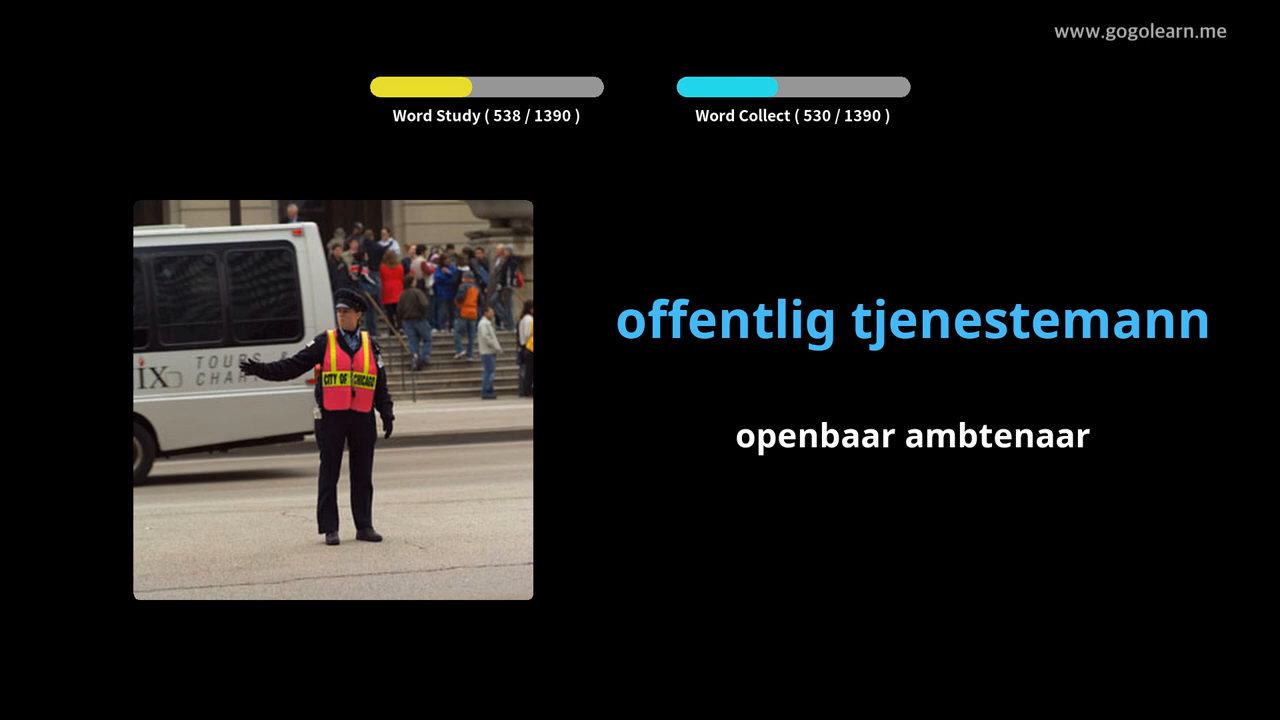 www.gogolearn.me
Word Study ( 538 / 1390 )
Word Collect ( 530 / 1390 )
offentlig tjenestemann
openbaar ambtenaar
IX
TOURS &
CHAR
CITY OF CHICAGO